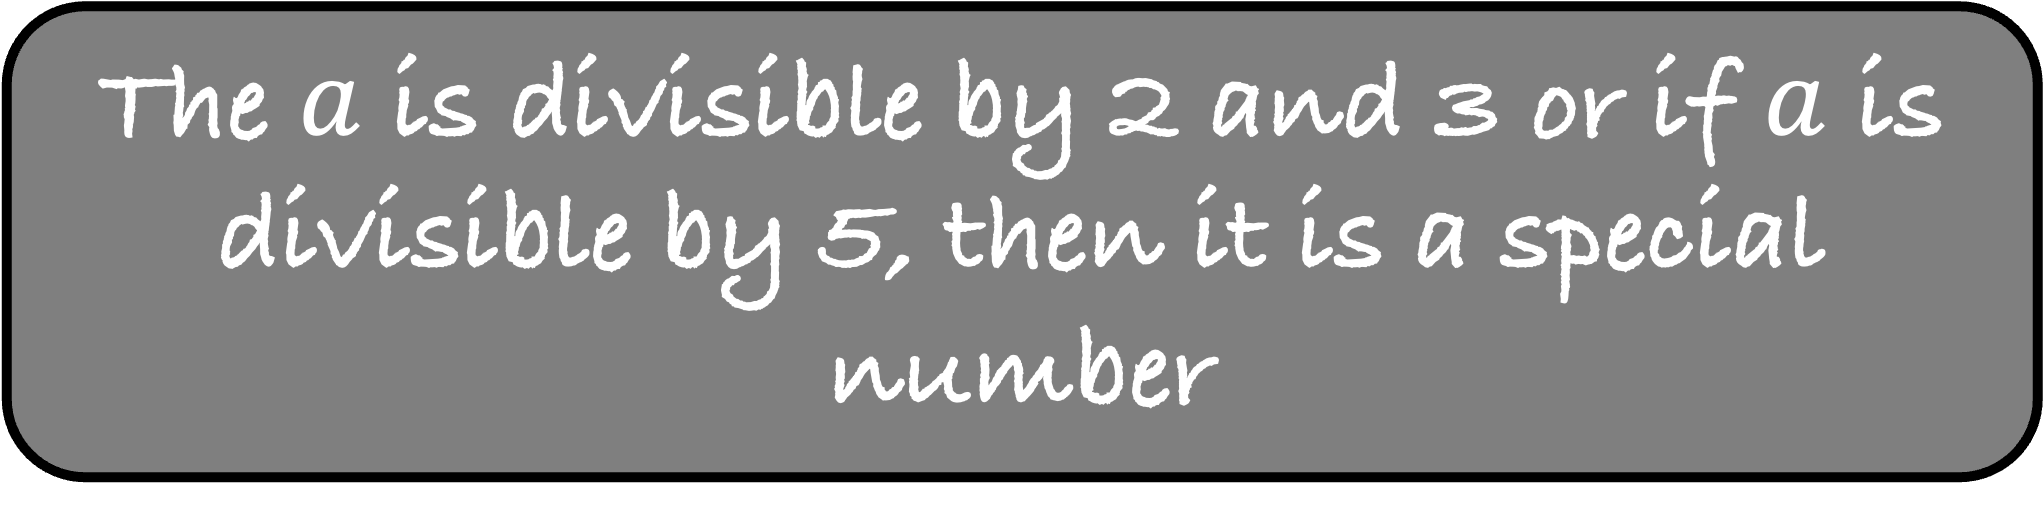 The a is divisible by 2 and 3 or if a is
divisible by 5, then it is a special
number